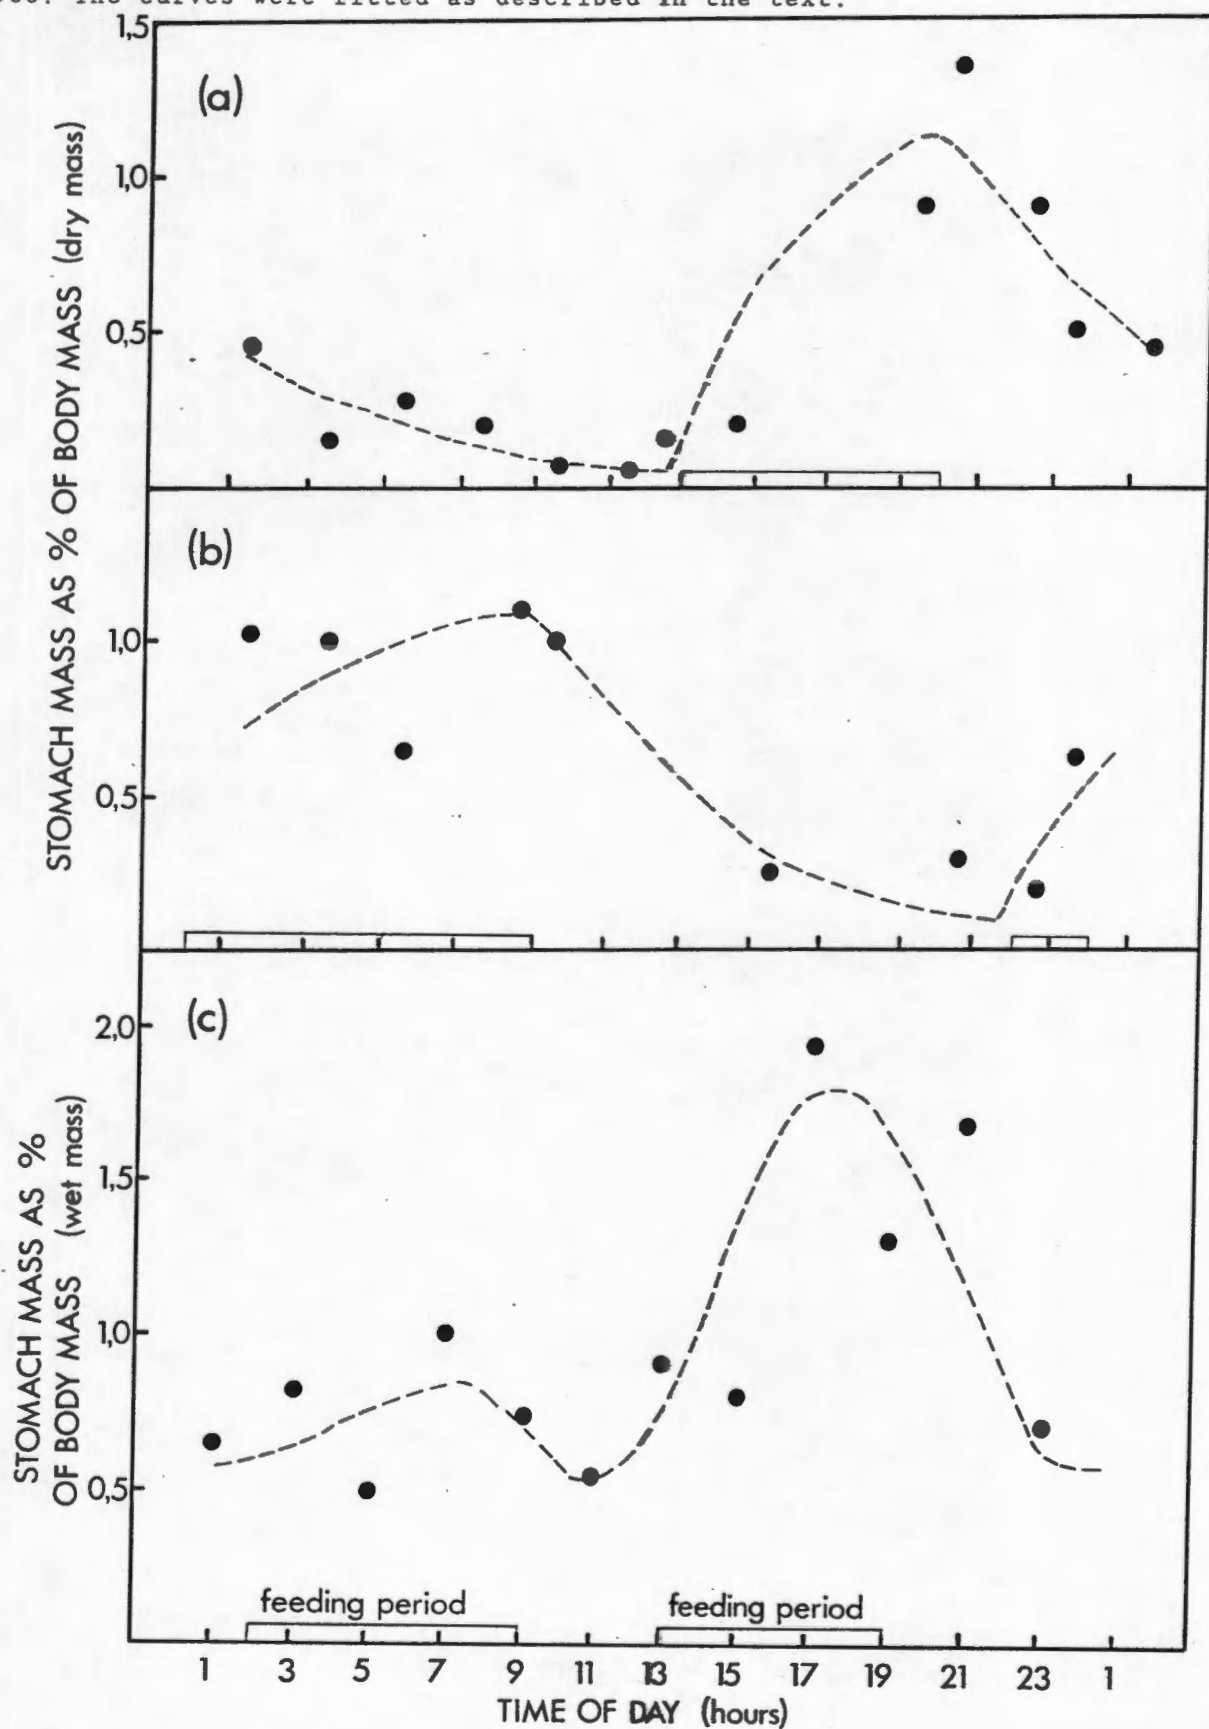 The curves were fitted as described in the text.
1,5
(a)
1,0
0,5
STOMACH MASS AS % OF BODY MASS (dry mass)
(b)
1,0
0,5
(c)
2,0
1,5
1,0
0,5
STOMACH MASS AS %
OF BODY MASS (wet mass)
feeding period
feeding period
1 3 5 7 9 11 13 15 17 19 21 23 1
TIME OF DAY (hours)